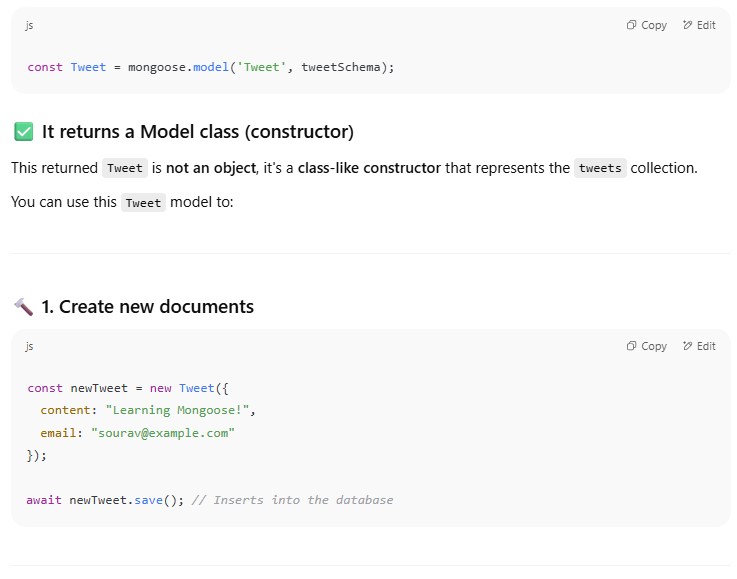 js
Copy Edit
const Tweet = mongoose.model('Tweet', tweetSchema);
It returns a Model class (constructor)
This returned Tweet is not an object, it's a class-like constructor that represents the tweets collection.
You can use this Tweet model to:
1. Create new documents
js
Copy Edit
const newTweet = new Tweet({
  content: "Learning Mongoose!",
  email: "sourav@example.com"
});
await newTweet.save(); // Inserts into the database